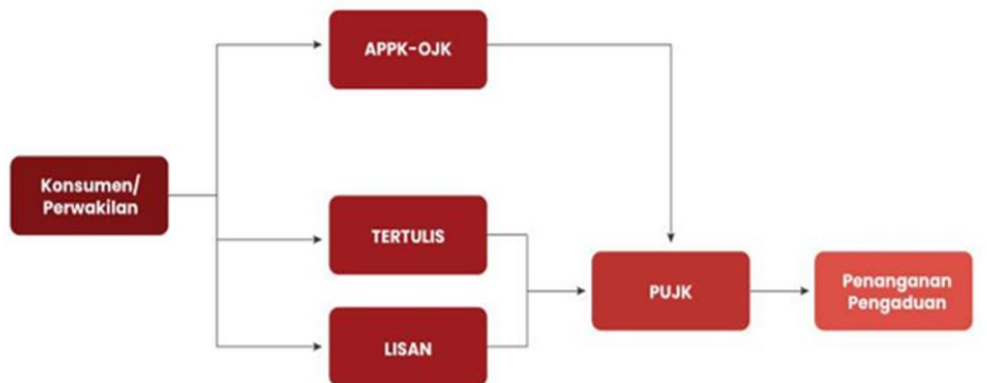 APPK-OJK
Konsumen/
Perwakilan
TERTULIS
LISAN
PUJK
Penanganan
Pengaduan